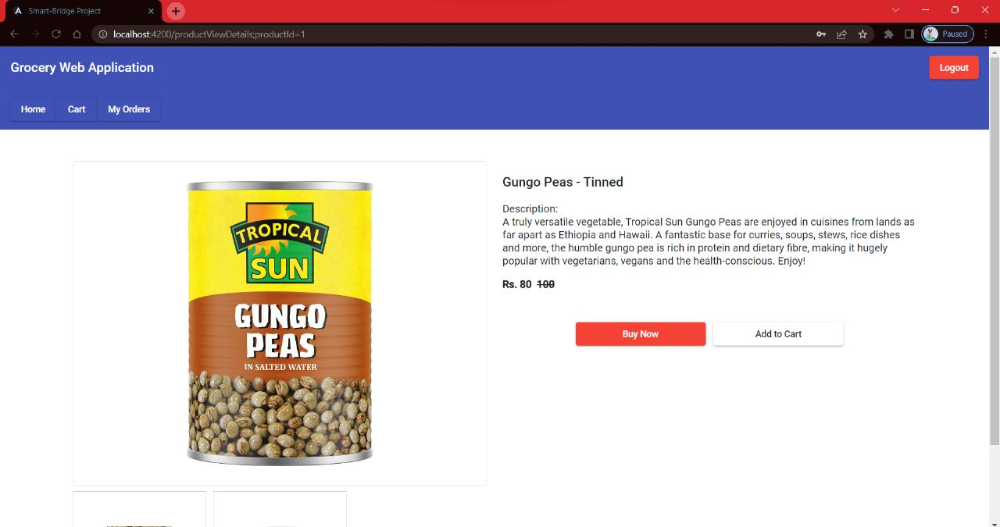 Smart-Bridge Project
localhost:4200/productViewDetails;productId=1
Paused
Grocery Web Application
Logout
Home
Cart
My Orders
TROPICAL
SUN
GUNGO
PEAS
IN SALTED WATER
Gungo Peas - Tinned
Description:
A truly versatile vegetable, Tropical Sun Gungo Peas are enjoyed in cuisines from lands as
far apart as Ethiopia and Hawaii. A fantastic base for curries, soups, stews, rice dishes
and more, the humble gungo pea is rich in protein and dietary fibre, making it hugely
popular with vegetarians, vegans and the health-conscious. Enjoy!
Rs. 80 100
Buy Now
Add to Cart